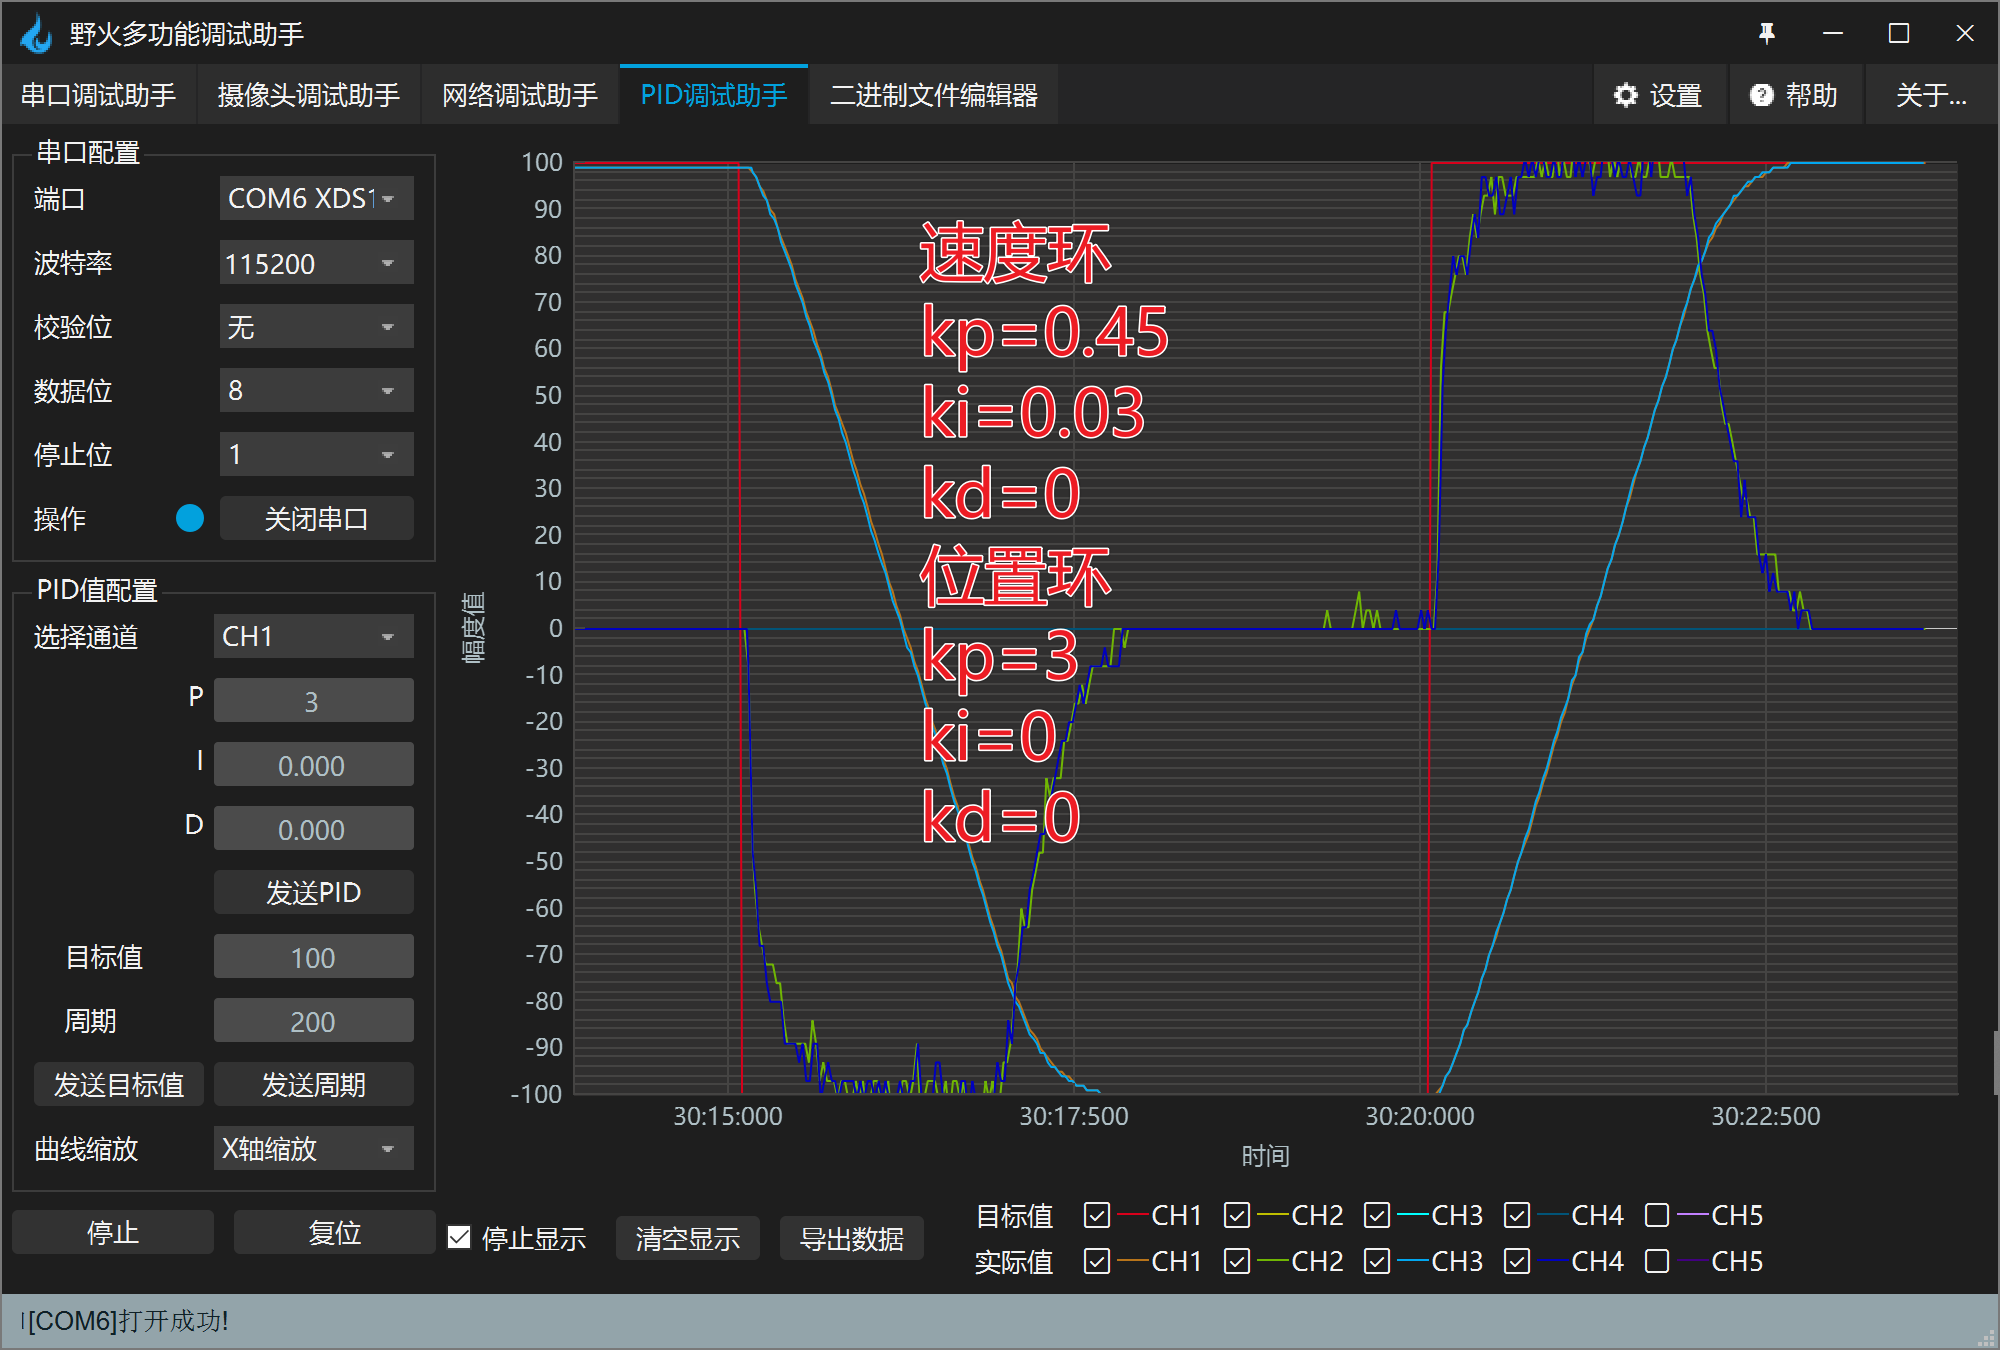 野火多功能调试助手
串口调试助手 摄像头调试助手 网络调试助手 PID调试助手 二进制文件编辑器 设置 帮助 关于...
串口配置
端口 COM6 XDS1
波特率 115200
校验位 无
数据位 8
停止位 1
操作 关闭串口
PID值配置
选择通道 CH1
P 3
I 0.000
D 0.000
发送PID
目标值 100
周期 200
发送目标值 发送周期
曲线缩放 X轴缩放
停止 复位
幅度值
100
90
80
70
60
50
40
30
20
10
0
-10
-20
-30
-40
-50
-60
-70
-80
-90
-100
速度环
kp=0.45
ki=0.03
kd=0
位置环
kp=3
ki=0
kd=0
30:15:000 30:17:500 30:20:000 30:22:500
时间
停止显示 清空显示 导出数据
目标值 CH1 CH2 CH3 CH4 CH5
实际值 CH1 CH2 CH3 CH4 CH5
[COM6]打开成功!